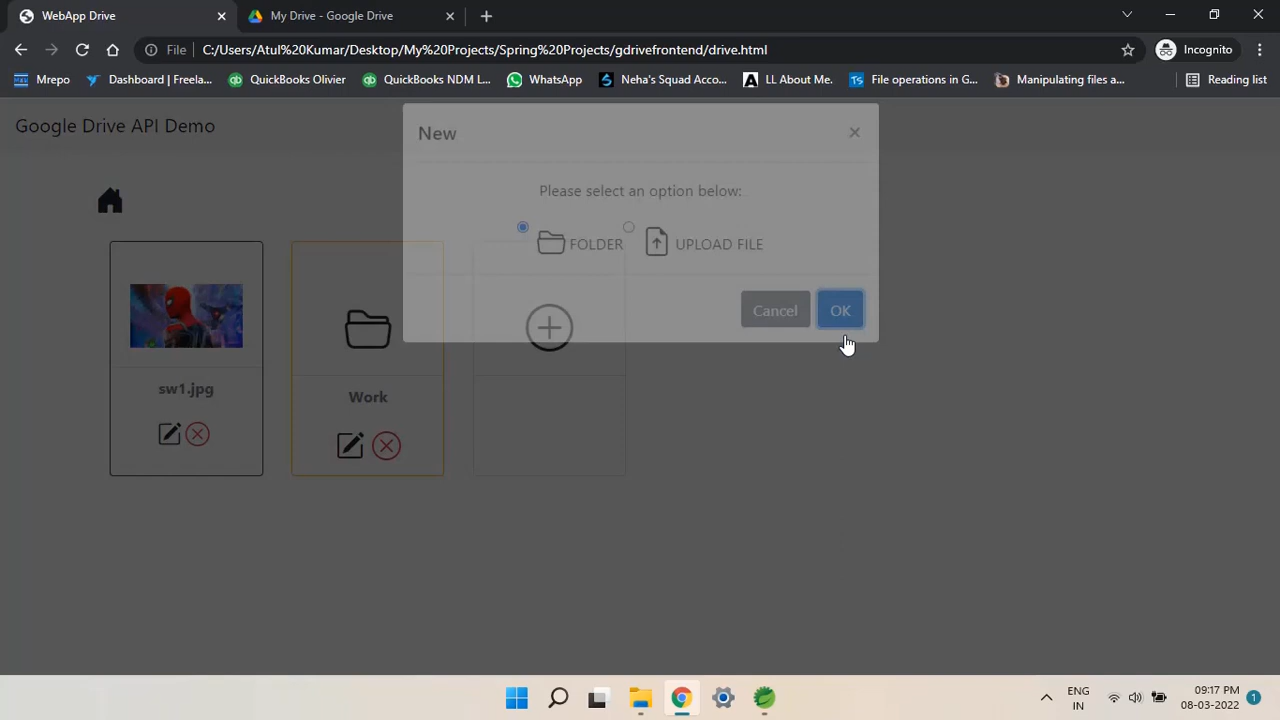 WebApp Drive
My Drive - Google Drive
File
C:/Users/Atul%20Kumar/Desktop/My%20Projects/Spring%20Projects/gdrivefrontend/drive.html
Incognito
Mrepo
Dashboard | Freela...
QuickBooks Olivier
QuickBooks NDM L...
WhatsApp
Neha's Squad Acco...
LL About Me.
File operations in G...
Manipulating files a...
Reading list
Google Drive API Demo
New
Please select an option below:
FOLDER
UPLOAD FILE
Cancel
OK
sw1.jpg
Work
ENG
IN
09:17 PM
08-03-2022
1